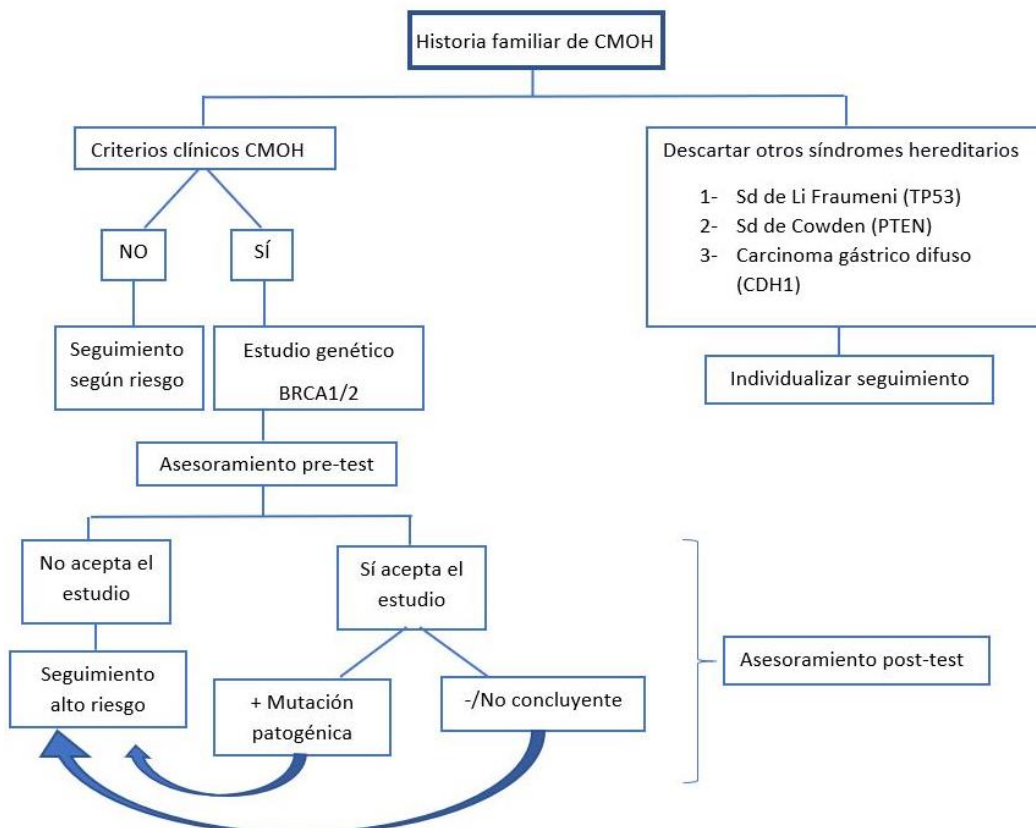 Historia familiar de CMOH
Criterios clínicos CMOH
Descartar otros síndromes hereditarios
1- Sd de Li Fraumeni (TP53)
2- Sd de Cowden (PTEN)
3- Carcinoma gástrico difuso
(CDH1)
NO
SÍ
Seguimiento
según riesgo
Estudio genético
BRCA1/2
Individualizar seguimiento
Asesoramiento pre-test
No acepta el
estudio
Sí acepta el
estudio
Seguimiento
alto riesgo
+ Mutación
patogénica
-/No concluyente
Asesoramiento post-test